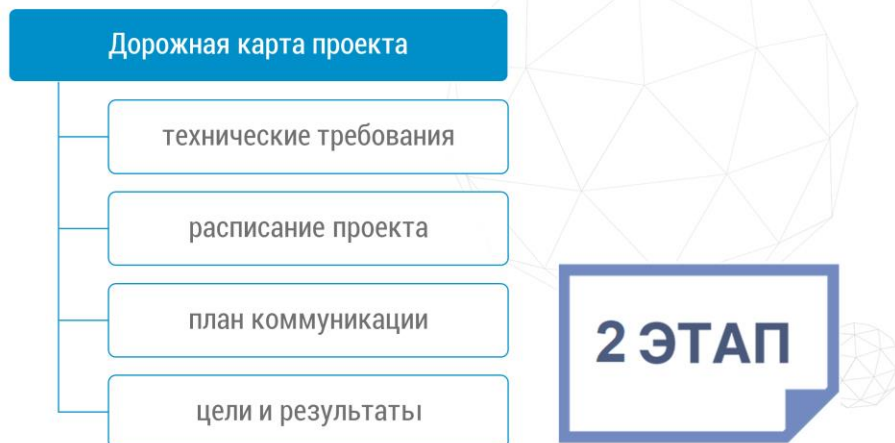 Дорожная карта проекта
технические требования
расписание проекта
план коммуникации
цели и результаты
2 ЭТАП